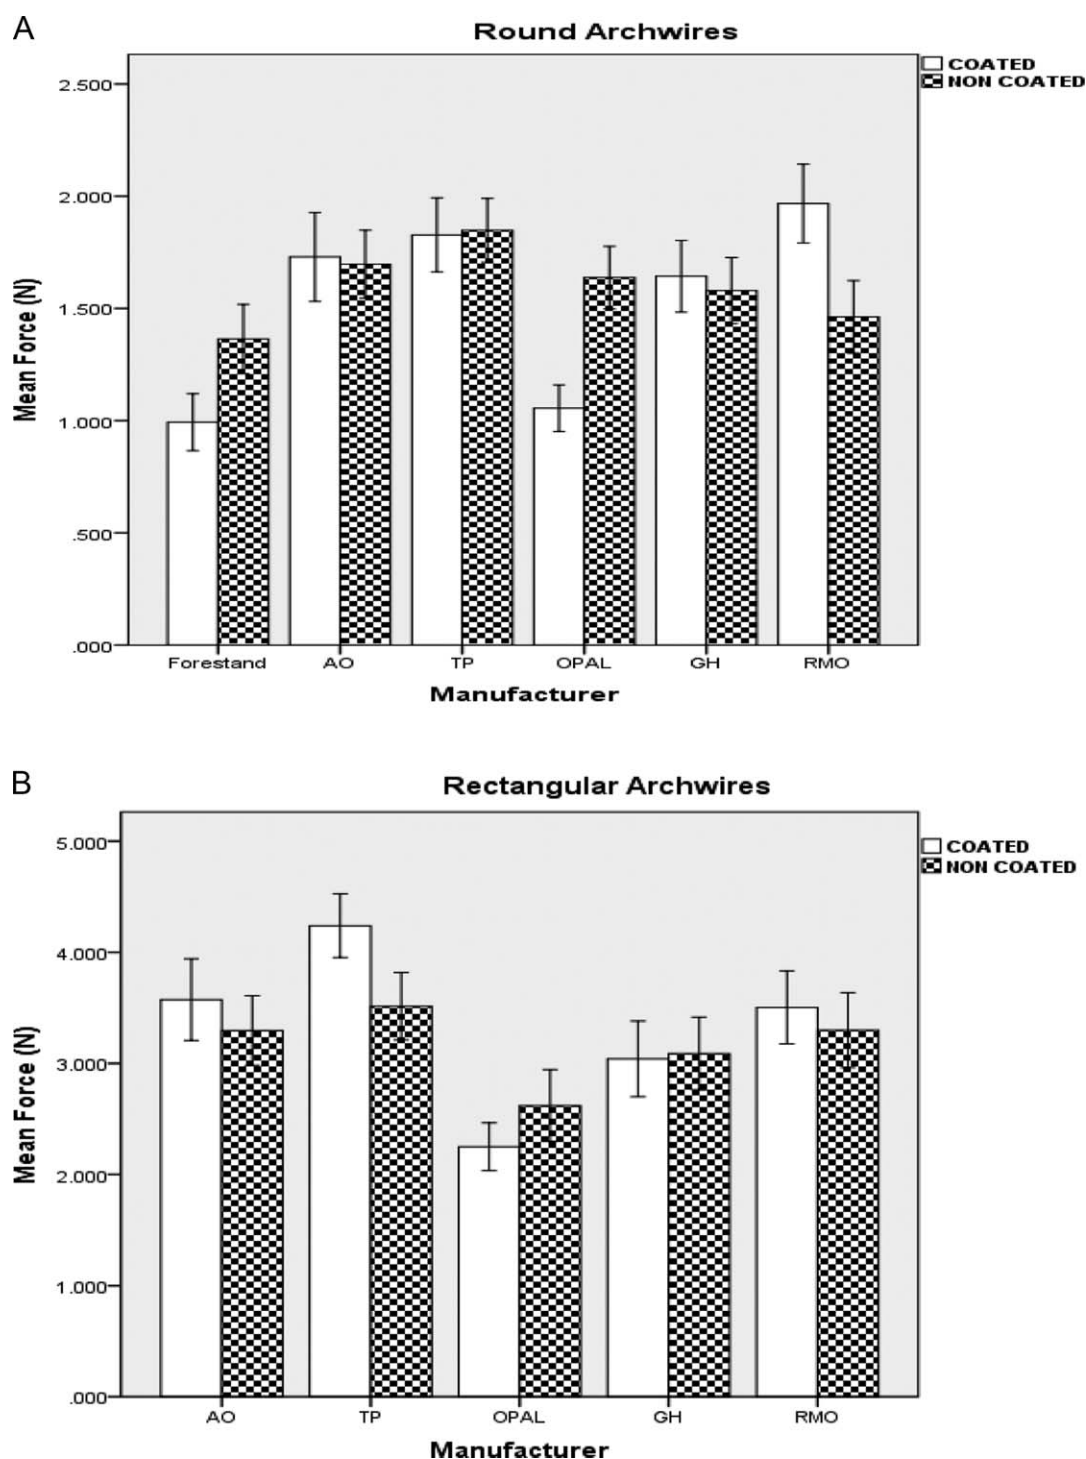 A
Round Archwires
COATED
NON COATED
2.500
2.000
1.500
1.000
.500
.000
Mean Force (N)
Forestand AO TP OPAL GH RMO
Manufacturer
B
Rectangular Archwires
COATED
NON COATED
5.000
4.000
3.000
2.000
1.000
.000
Mean Force (N)
AO TP OPAL GH RMO
Manufacturer